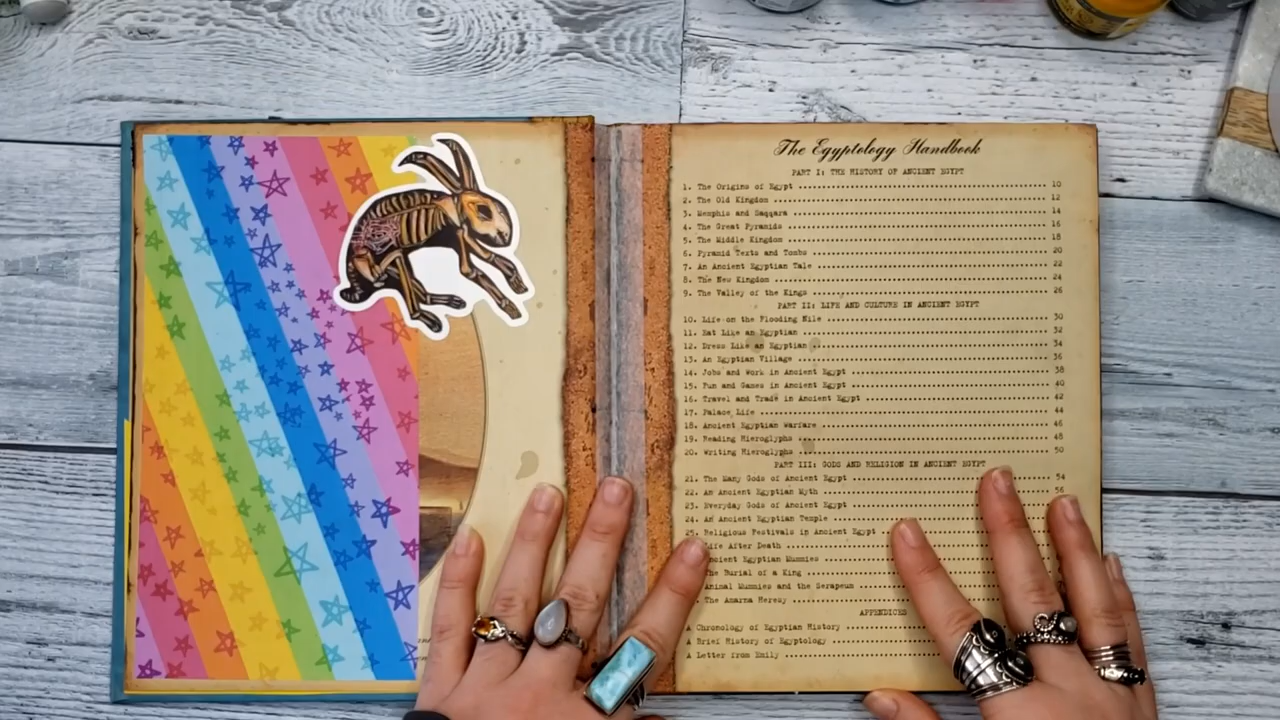 The Egyptology Handbook
PART I: THE HISTORY OF ANCIENT EGYPT
1. The Origins of Egypt ........ 10
2. The Old Kingdom ........ 12
3. Memphis and Saqqara ........ 14
4. The Great Pyramids ........ 16
5. The Middle Kingdom ........ 18
6. Pyramid Texts and Tombs ........ 20
7. An Ancient Egyptian Tale ........ 22
8. The New Kingdom ........ 24
9. The Valley of the Kings ........ 26
PART II: LIFE AND CULTURE IN ANCIENT EGYPT
10. Life on the Flooding Nile ........ 30
11. Eat Like an Egyptian ........ 32
12. Dress Like an Egyptian ........ 34
13. An Egyptian Village ........ 36
14. Jobs and Work in Ancient Egypt ........ 38
15. Fun and Games in Ancient Egypt ........ 40
16. Travel and Trade in Ancient Egypt ........ 42
17. Palace Life ........ 44
18. Ancient Egyptian Warfare ........ 46
19. Reading Hieroglyphs ........ 48
20. Writing Hieroglyphs ........ 50
PART III: GODS AND RELIGION IN ANCIENT EGYPT
21. The Many Gods of Ancient Egypt ........ 54
22. An Ancient Egyptian Myth ........ 56
23. Everyday Gods of Ancient Egypt ........
24. An Ancient Egyptian Temple ........
25. Religious Festivals in Ancient Egypt ........
Life After Death ........
Ancient Egyptian Mummies ........
The Burial of a King ........
Animal Mummies and the Serapeum ........
The Amarna Heresy ........
APPENDICES
A Chronology of Egyptian History ........
A Brief History of Egyptology ........
A Letter from Emily ........